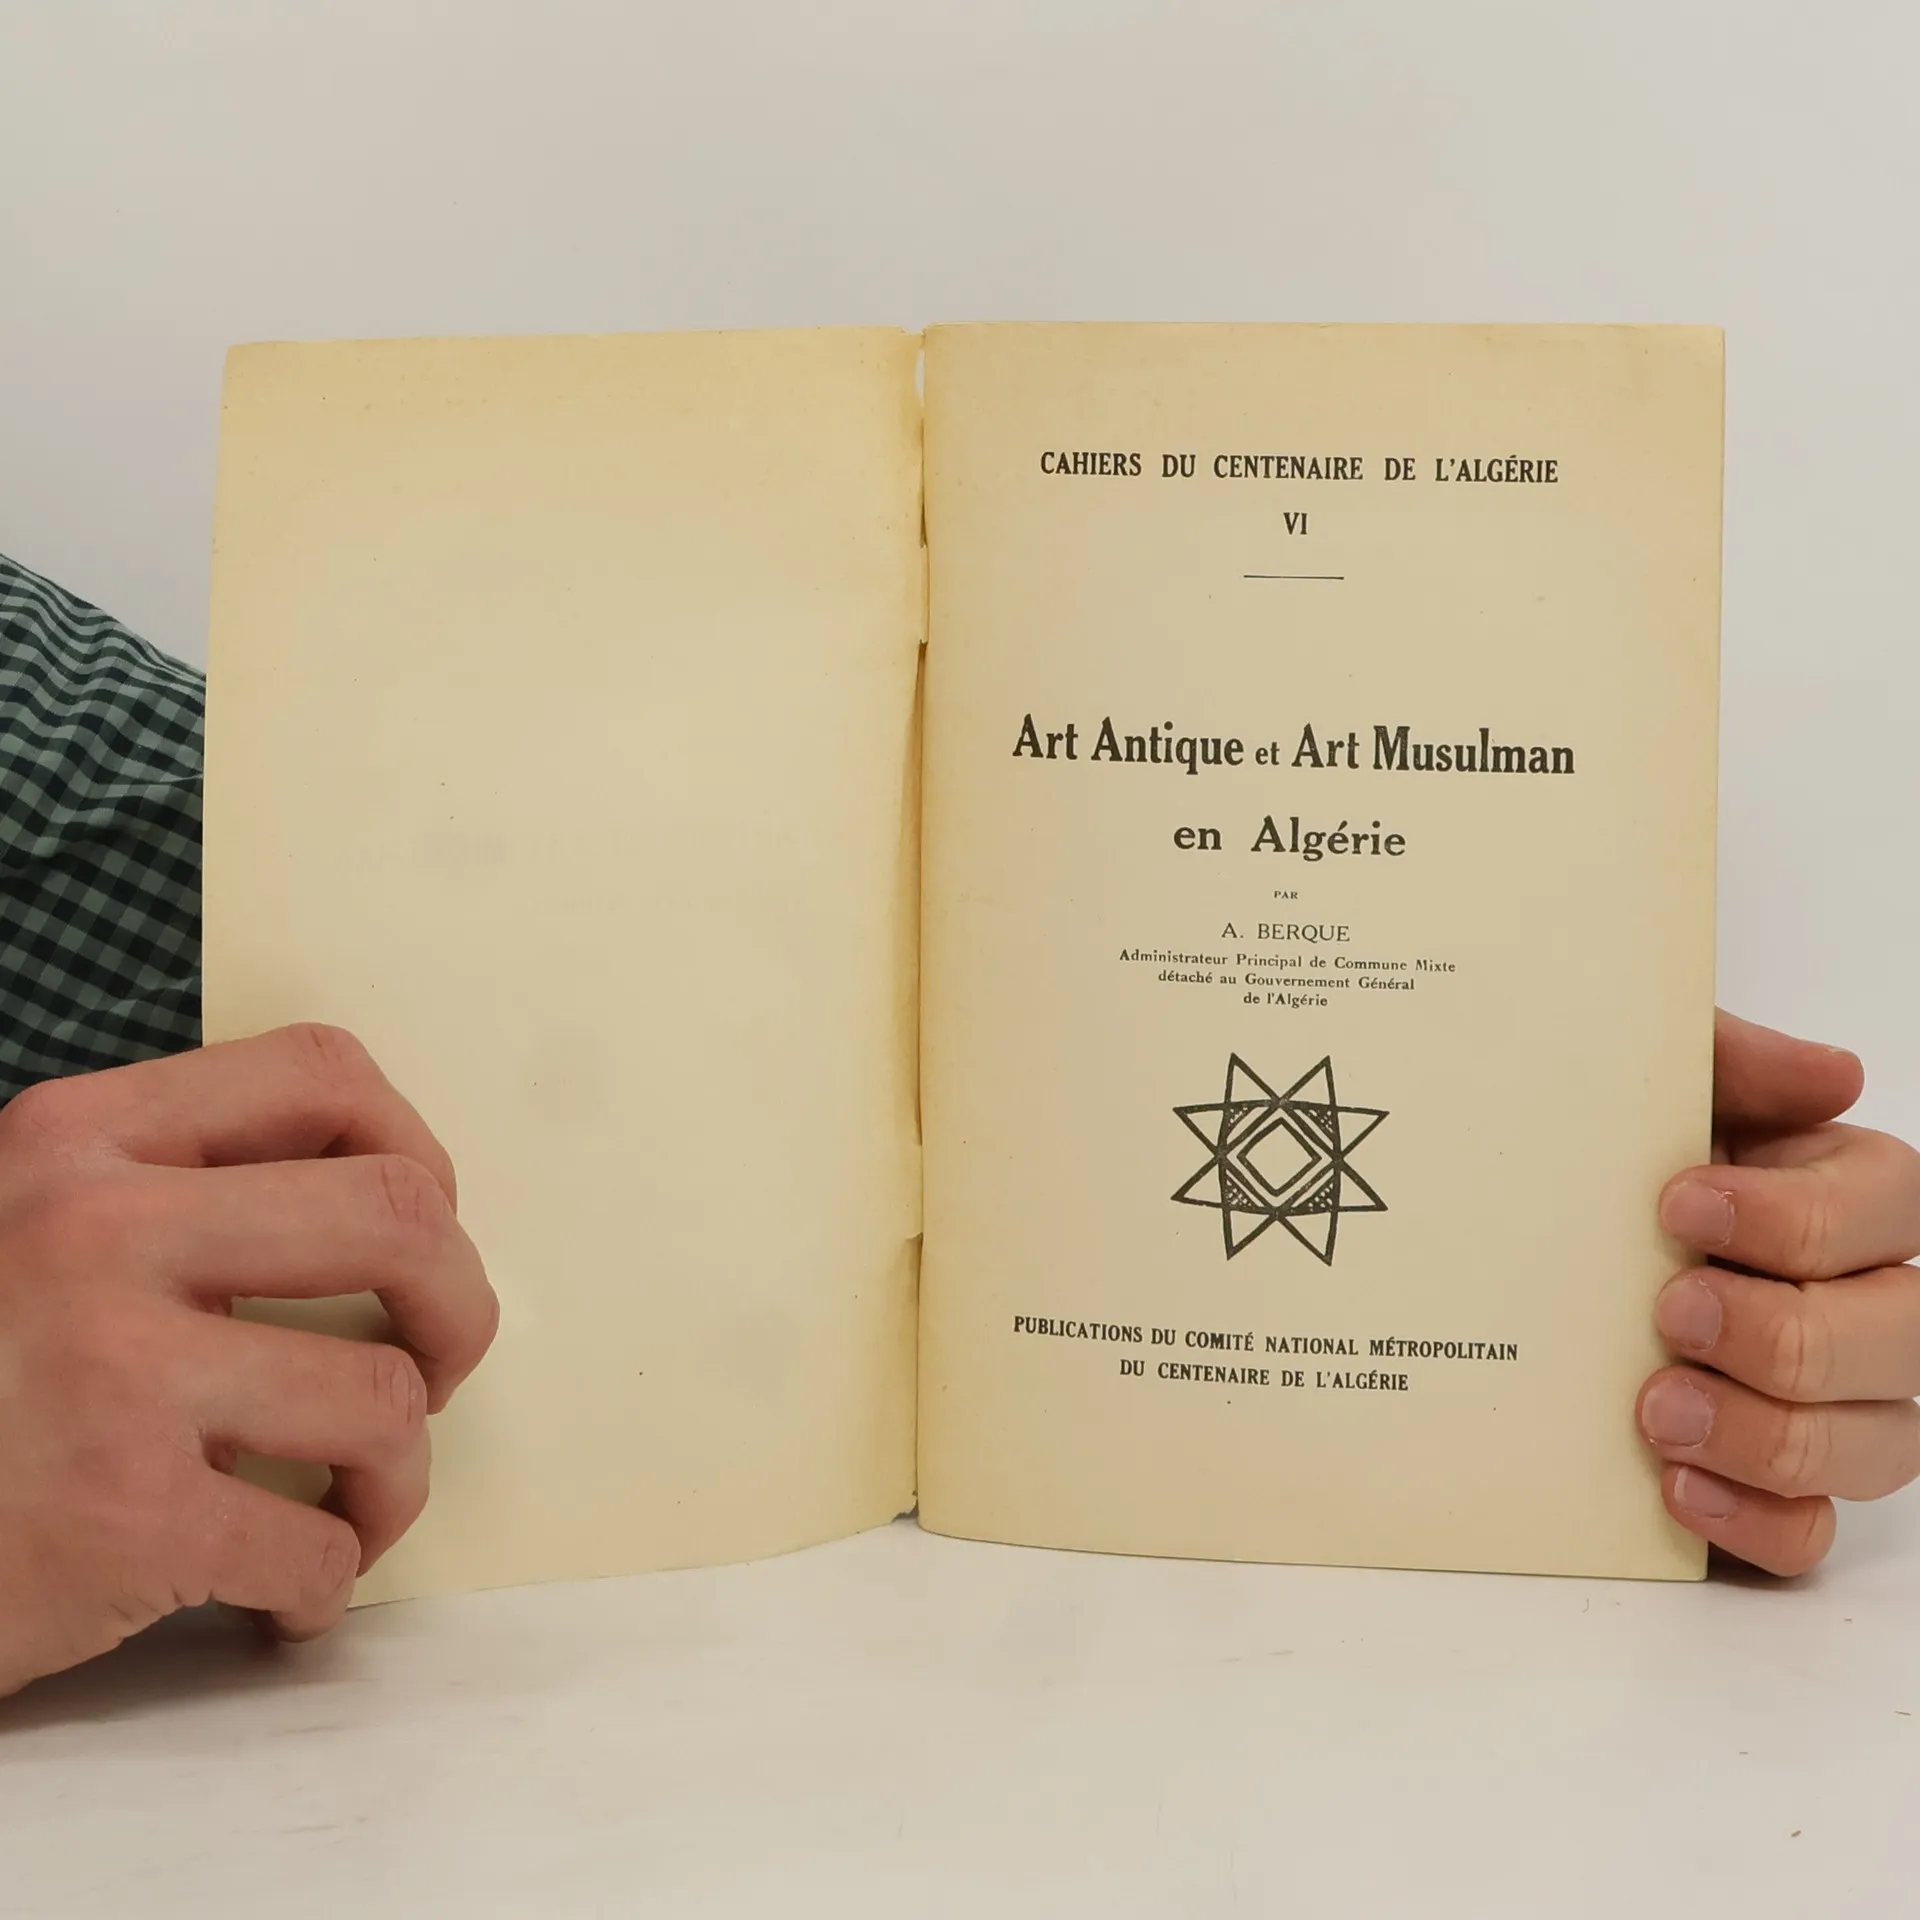 CAHIERS DU CENTENAIRE DE L'ALGÉRIE
VI
Art Antique et Art Musulman
en Algérie
PAR
A. BERQUE
Administrateur Principal de Commune Mixte
détaché au Gouvernement Général
de l'Algérie
PUBLICATIONS DU COMITÉ NATIONAL MÉTROPOLITAIN
DU CENTENAIRE DE L'ALGÉRIE